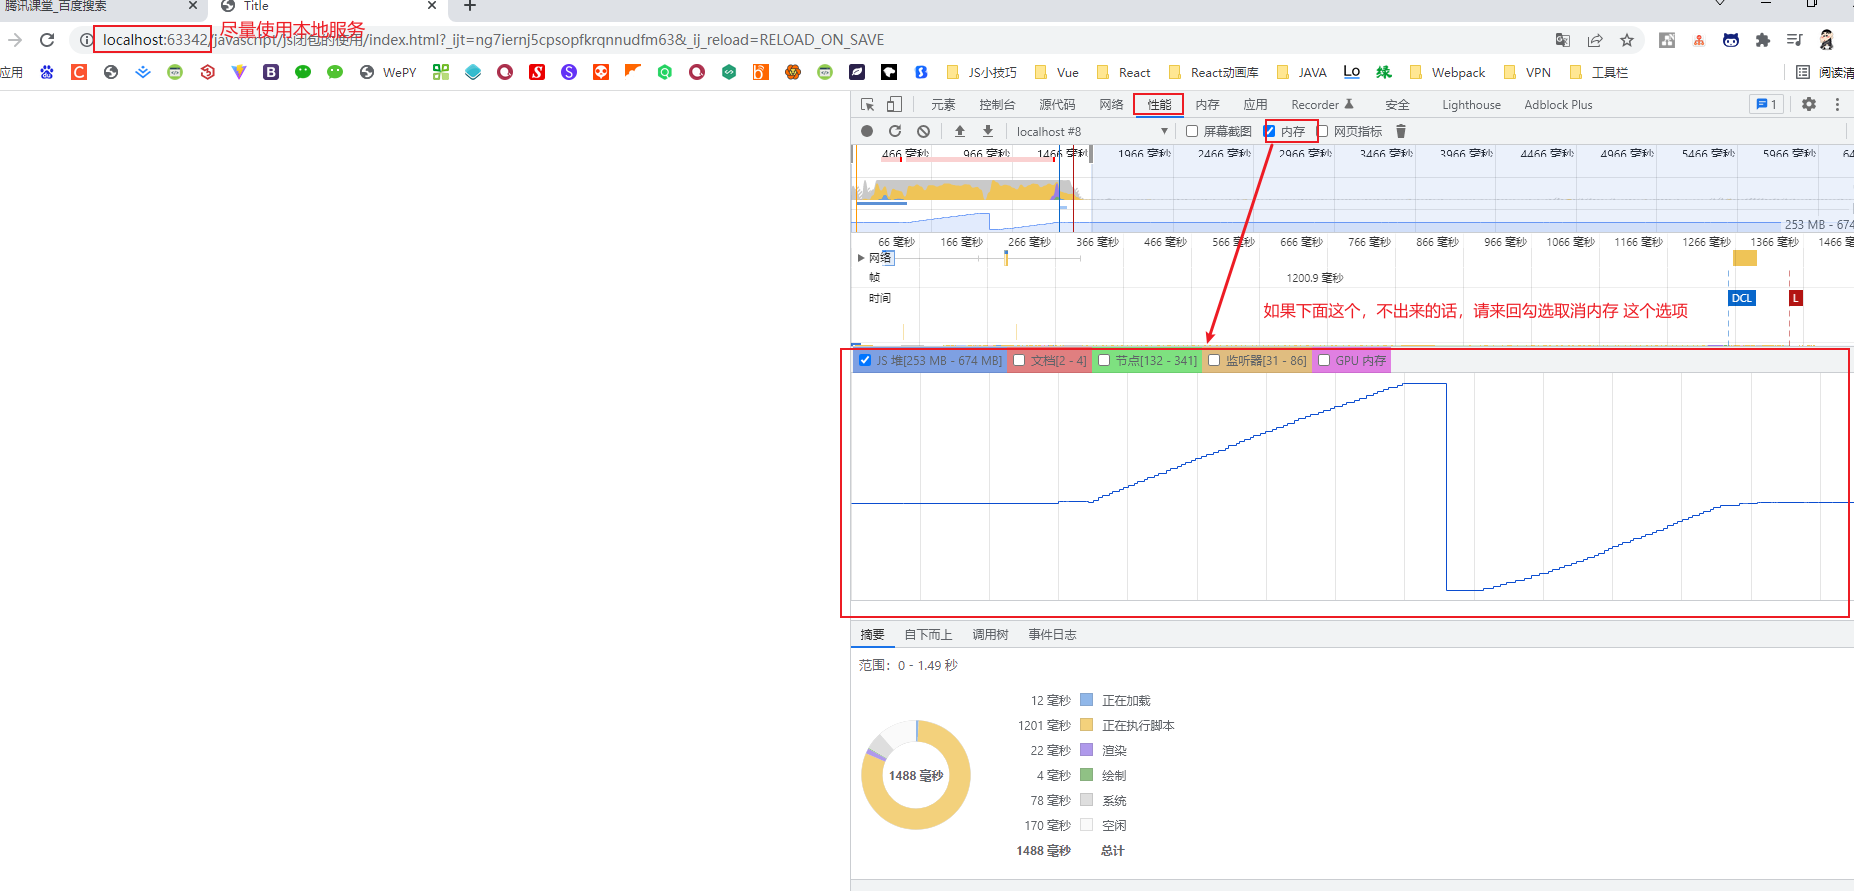 腾讯课堂_百度搜索
Title
尽量使用本地服务
localhost:63342/javascript/js闭包的使用/index.html?_ijt=ng7iernj5cpsopfkrqnnudfm63&_ij_reload=RELOAD_ON_SAVE
应用 WePY JS小技巧 Vue React React动画库 JAVA Lo 绿 Webpack VPN 工具栏 阅读清
元素 控制台 源代码 网络 性能 内存 应用 Recorder 安全 Lighthouse Adblock Plus 1
localhost #8 屏幕截图 内存 网页指标
466 毫秒 966 毫秒 1466 毫秒 1966 毫秒 2466 毫秒 2966 毫秒 3466 毫秒 3966 毫秒 4466 毫秒 4966 毫秒 5466 毫秒 5966 毫秒 64
253 MB - 674
66 毫秒 166 毫秒 266 毫秒 366 毫秒 466 毫秒 566 毫秒 666 毫秒 766 毫秒 866 毫秒 966 毫秒 1066 毫秒 1166 毫秒 1266 毫秒 1366 毫秒 1466 毫
网络
帧 1200.9 毫秒
时间 DCL L
如果下面这个，不出来的话，请来回勾选取消内存 这个选项
JS 堆[253 MB - 674 MB] 文档[2 - 4] 节点[132 - 341] 监听器[31 - 86] GPU 内存
摘要 自下而上 调用树 事件日志
范围：0 - 1.49 秒
12 毫秒 正在加载
1201 毫秒 正在执行脚本
22 毫秒 渲染
1488 毫秒
4 毫秒 绘制
78 毫秒 系统
170 毫秒 空闲
1488 毫秒 总计